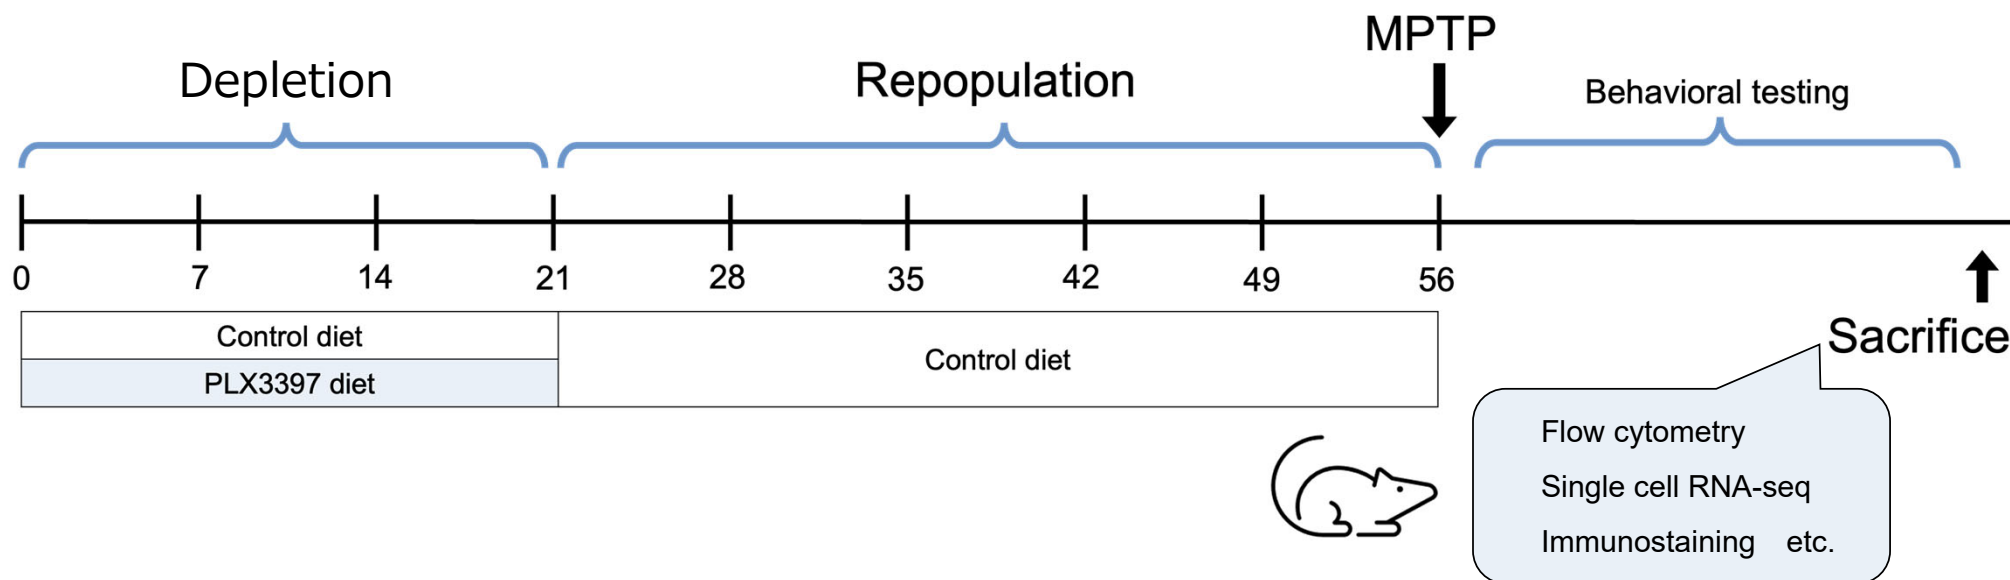 MPTP
Depletion
Repopulation
Behavioral testing
0 7 14 21 28 35 42 49 56
Control diet
PLX3397 diet
Control diet
Sacrifice
Flow cytometry
Single cell RNA-seq
Immunostaining etc.